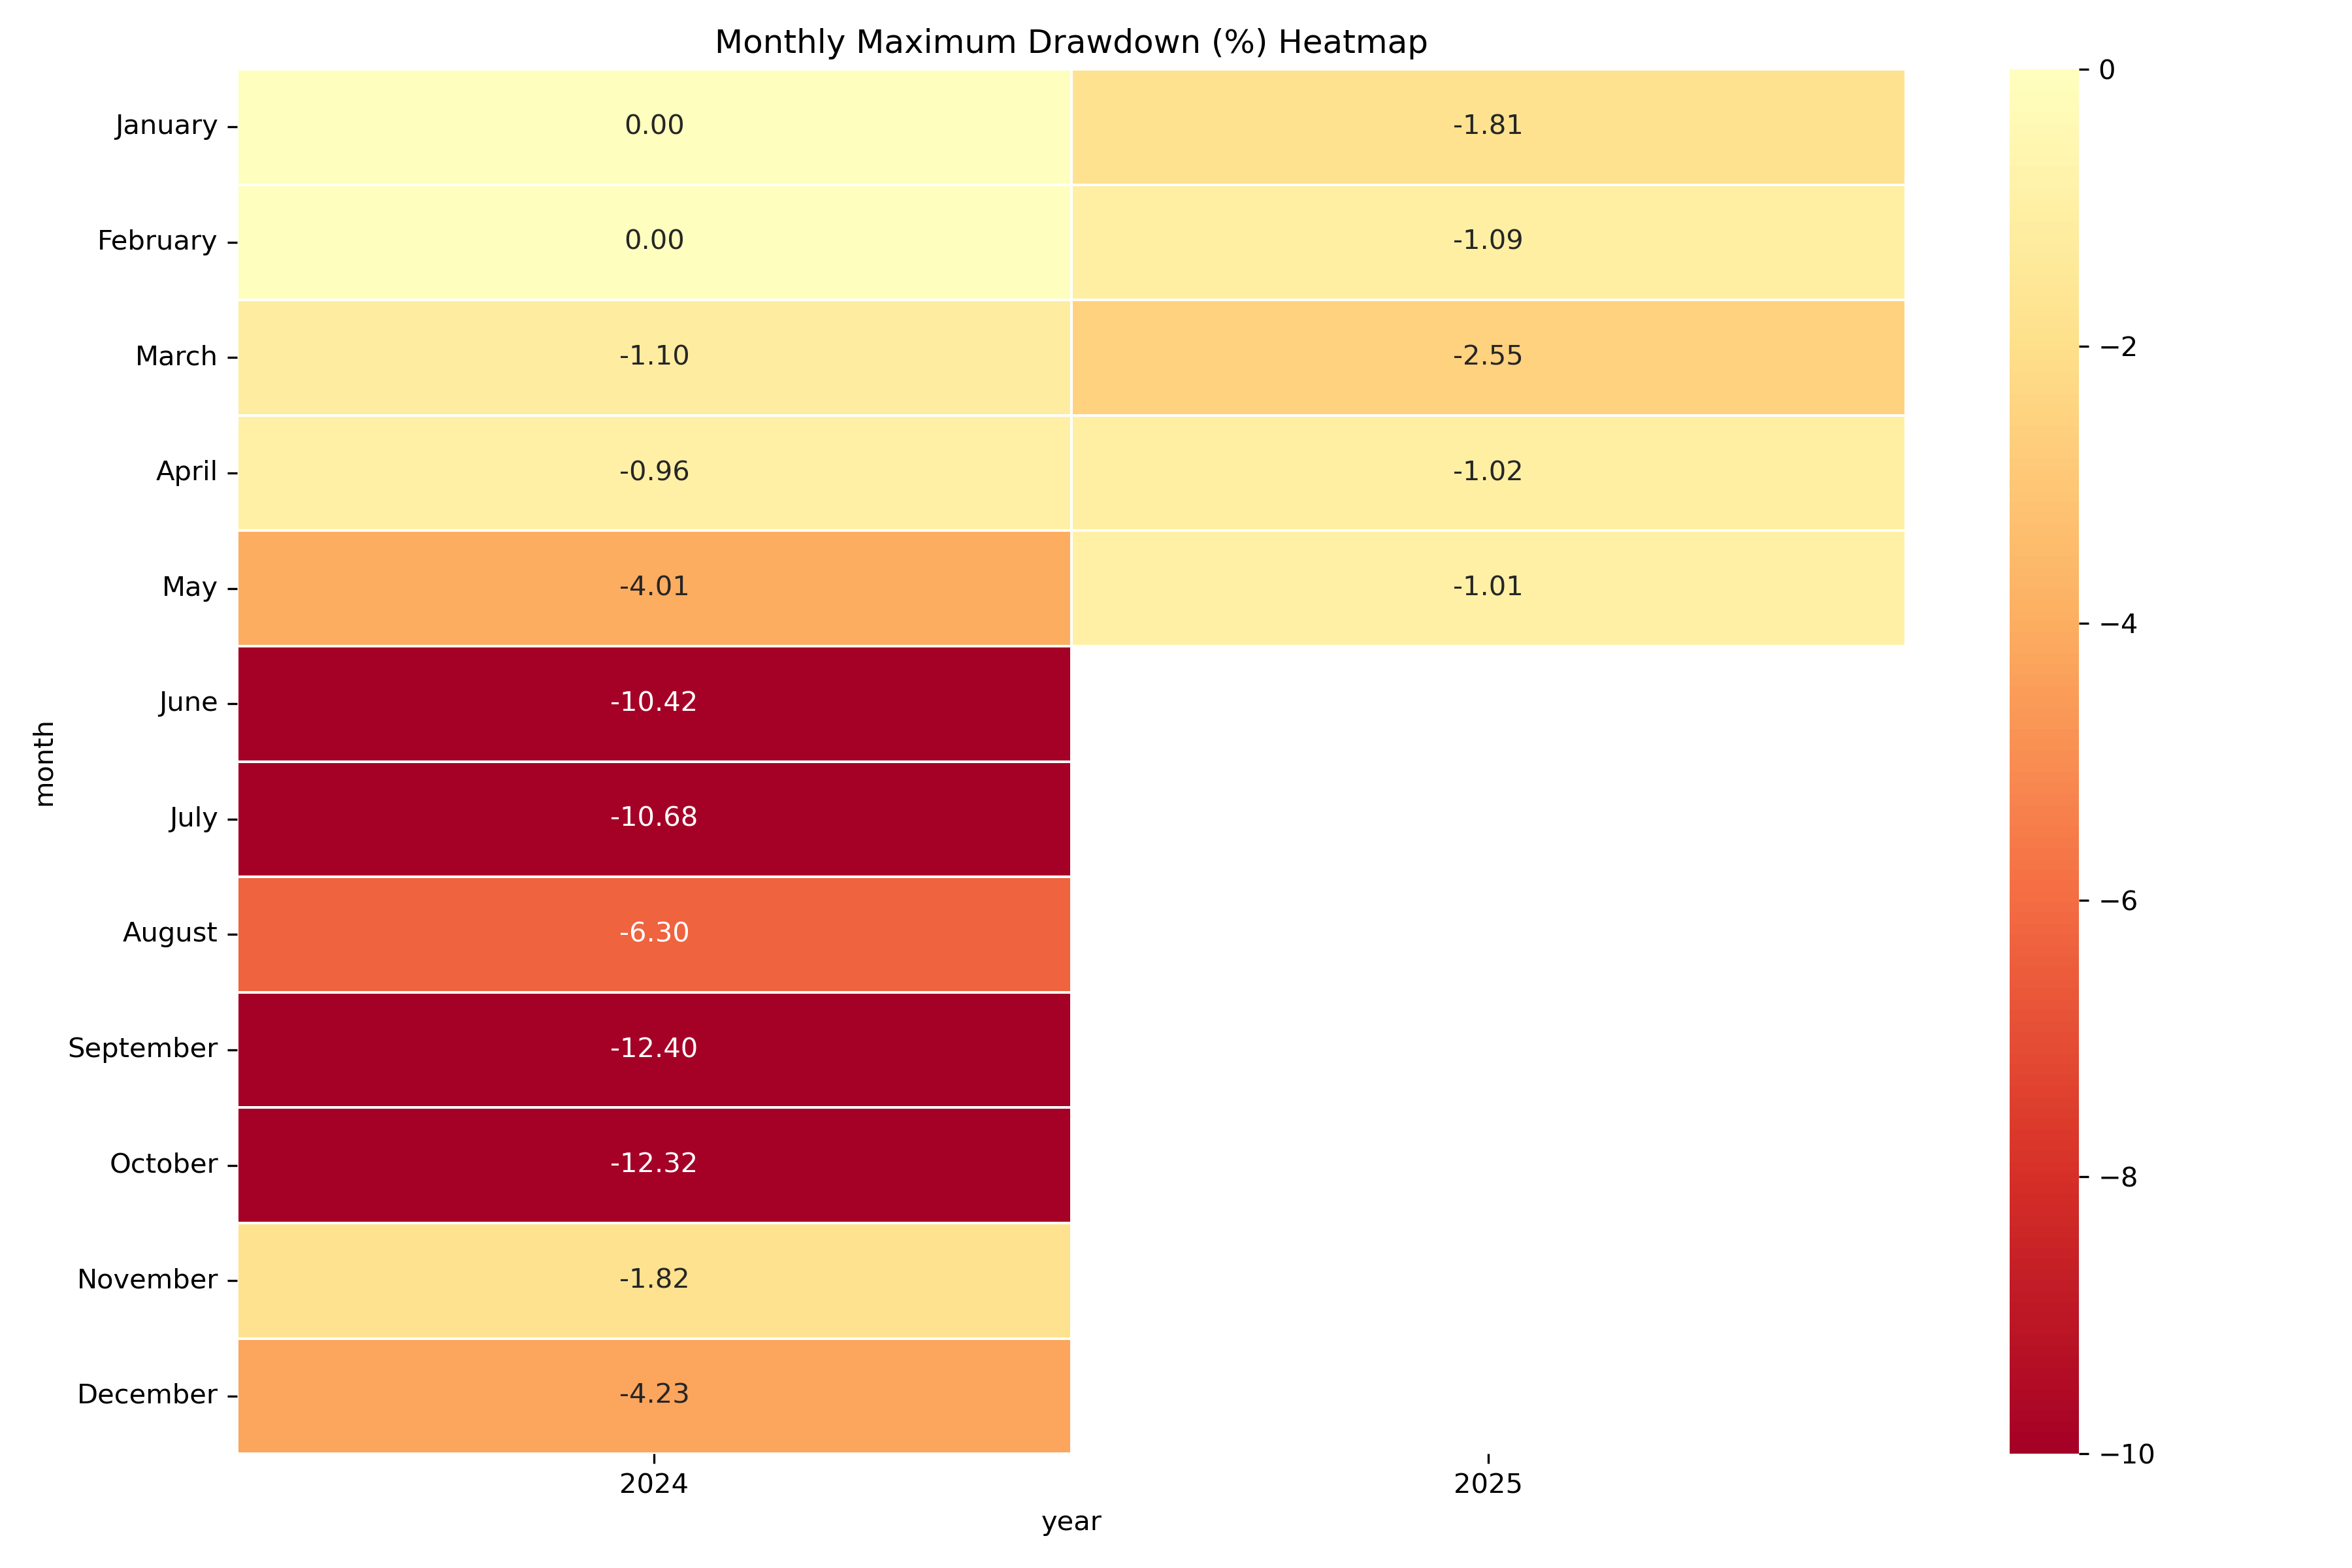 Monthly Maximum Drawdown (%) Heatmap
January 0.00 -1.81
February 0.00 -1.09
March -1.10 -2.55
April -0.96 -1.02
May -4.01 -1.01
June -10.42
July -10.68
August -6.30
September -12.40
October -12.32
November -1.82
December -4.23
2024 2025
year
month
0
−2
−4
−6
−8
−10